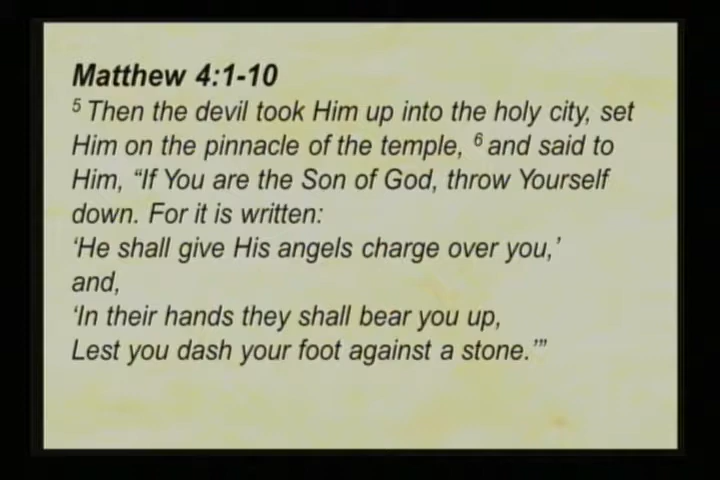 Matthew 4:1-10
⁵ Then the devil took Him up into the holy city, set
Him on the pinnacle of the temple, ⁶ and said to
Him, “If You are the Son of God, throw Yourself
down. For it is written:
‘He shall give His angels charge over you,’
and,
‘In their hands they shall bear you up,
Lest you dash your foot against a stone.’”